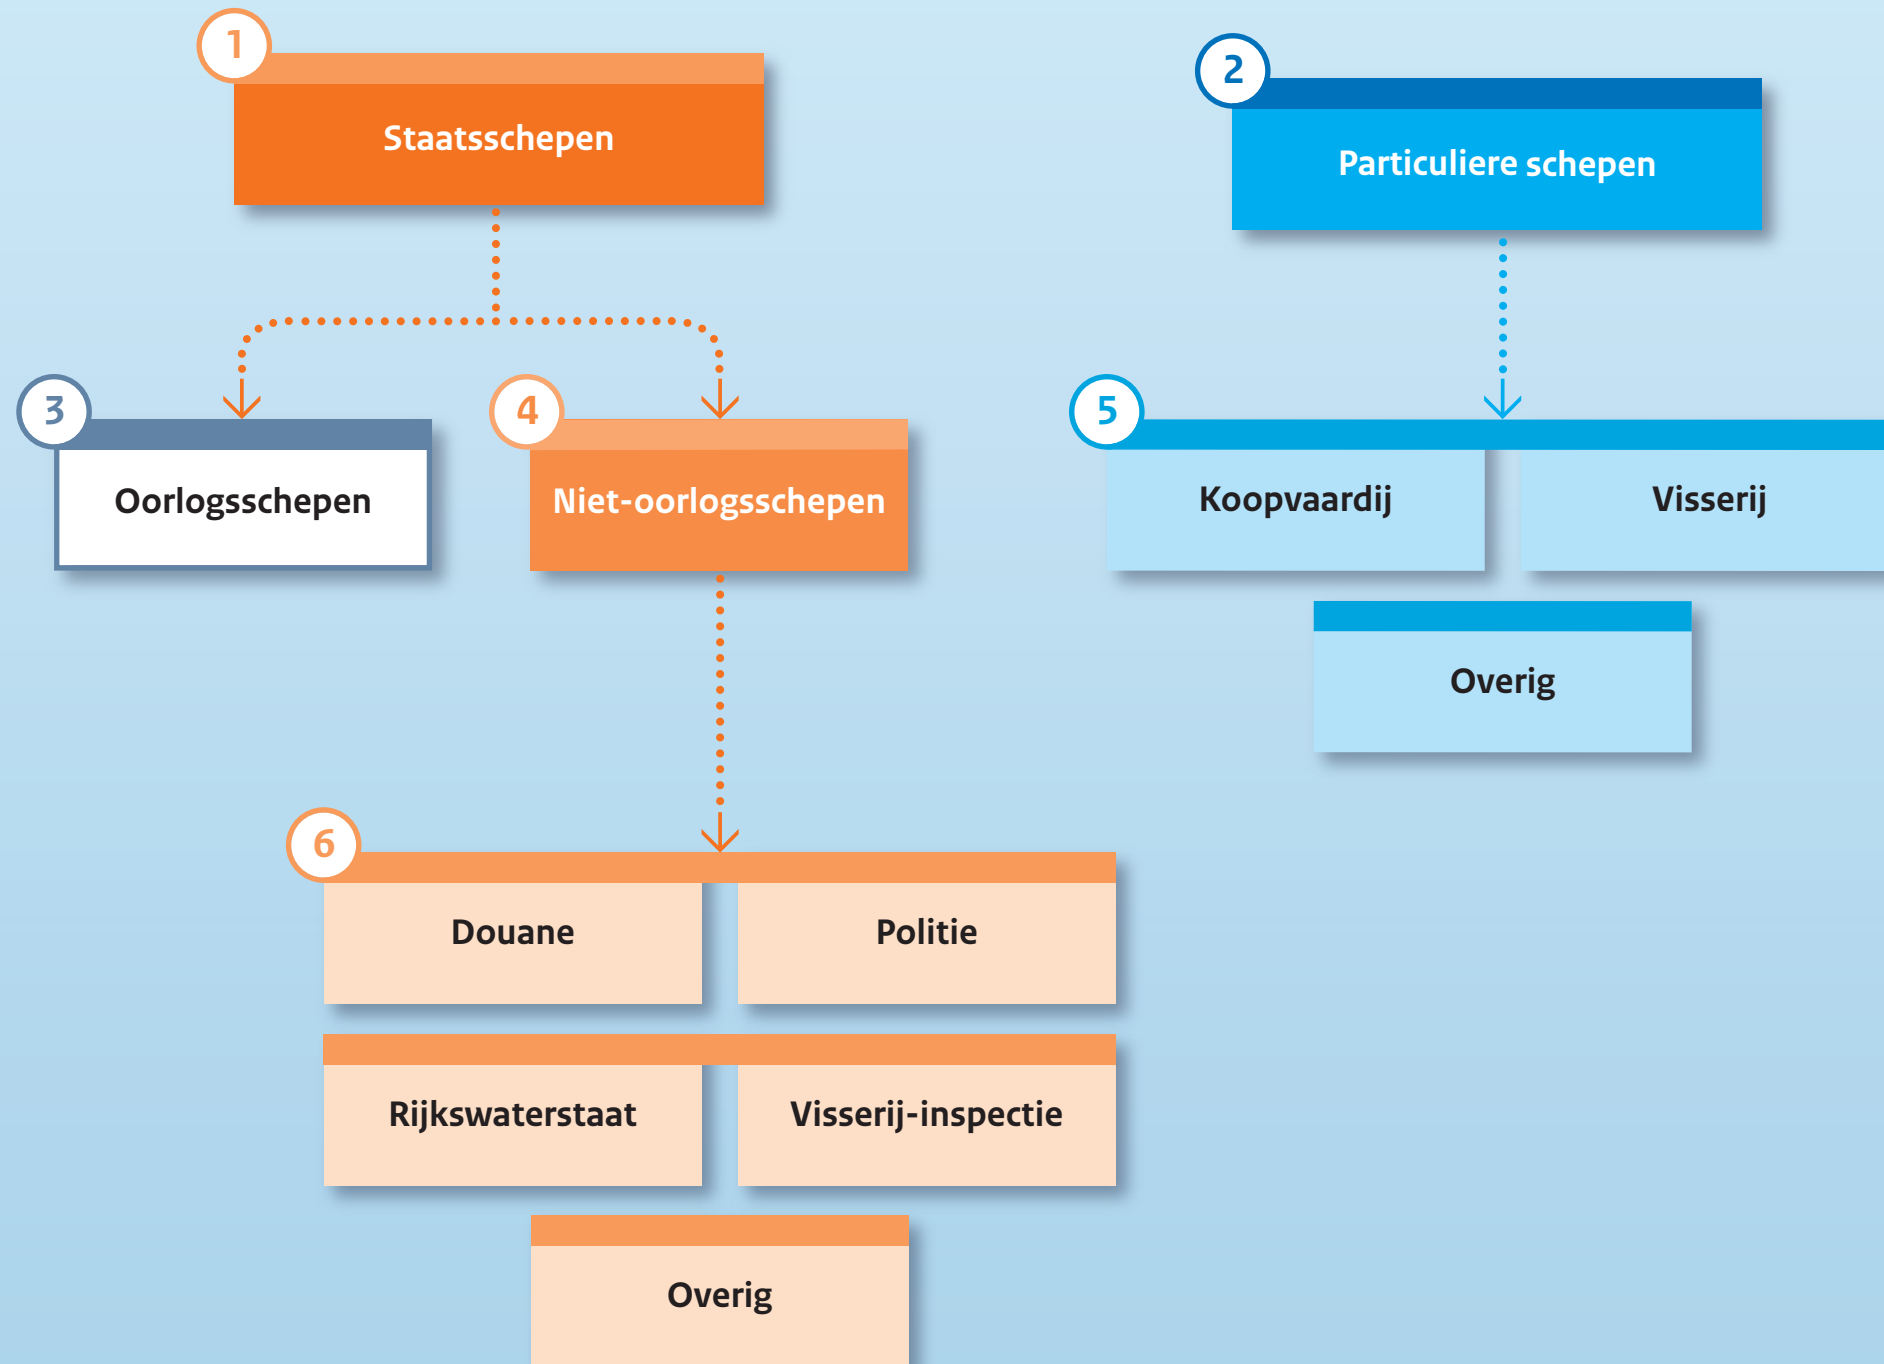 1
Staatsschepen
2
Particuliere schepen
3
Oorlogsschepen
4
Niet-oorlogsschepen
5
Koopvaardij
Visserij
Overig
6
Douane
Politie
Rijkswaterstaat
Visserij-inspectie
Overig